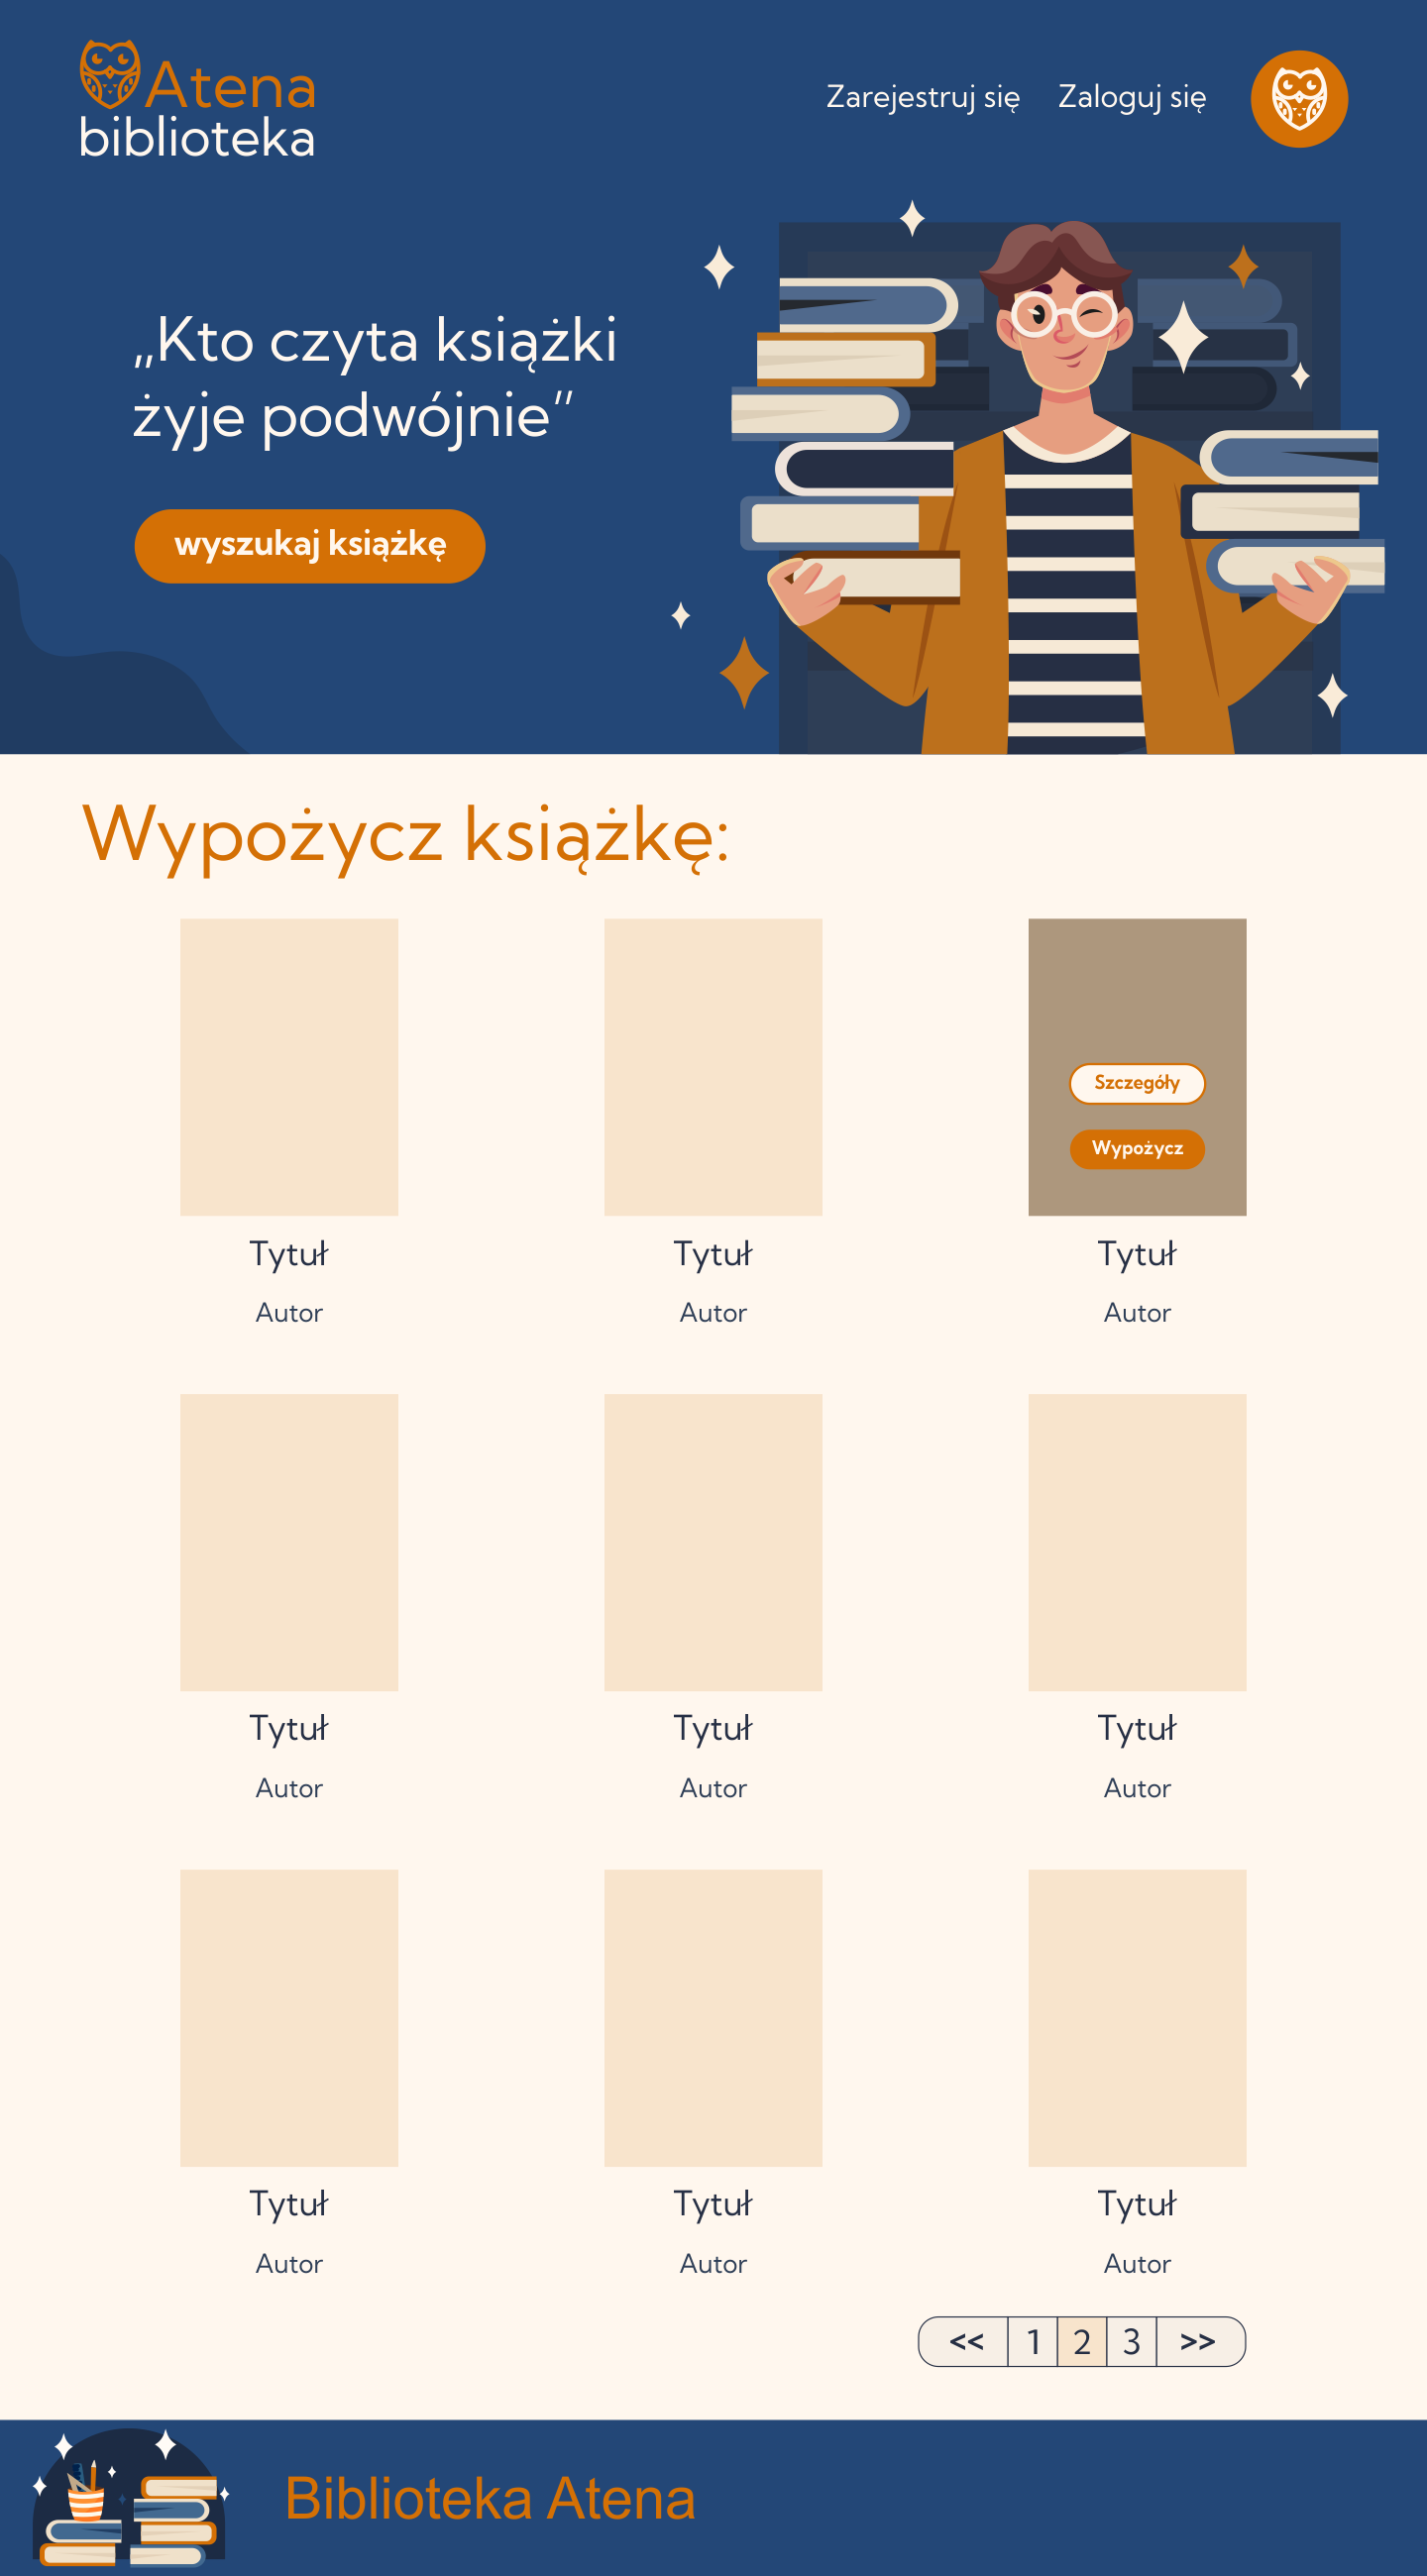 Atena
biblioteka
Zarejestruj się
Zaloguj się
„Kto czyta książki
żyje podwójnie”
wyszukaj książkę
Wypożycz książkę:
Szczegóły
Wypożycz
Tytuł
Tytuł
Tytuł
Autor
Autor
Autor
Tytuł
Tytuł
Tytuł
Autor
Autor
Autor
Tytuł
Tytuł
Tytuł
Autor
Autor
Autor
<< 1 2 3 >>
Biblioteka Atena